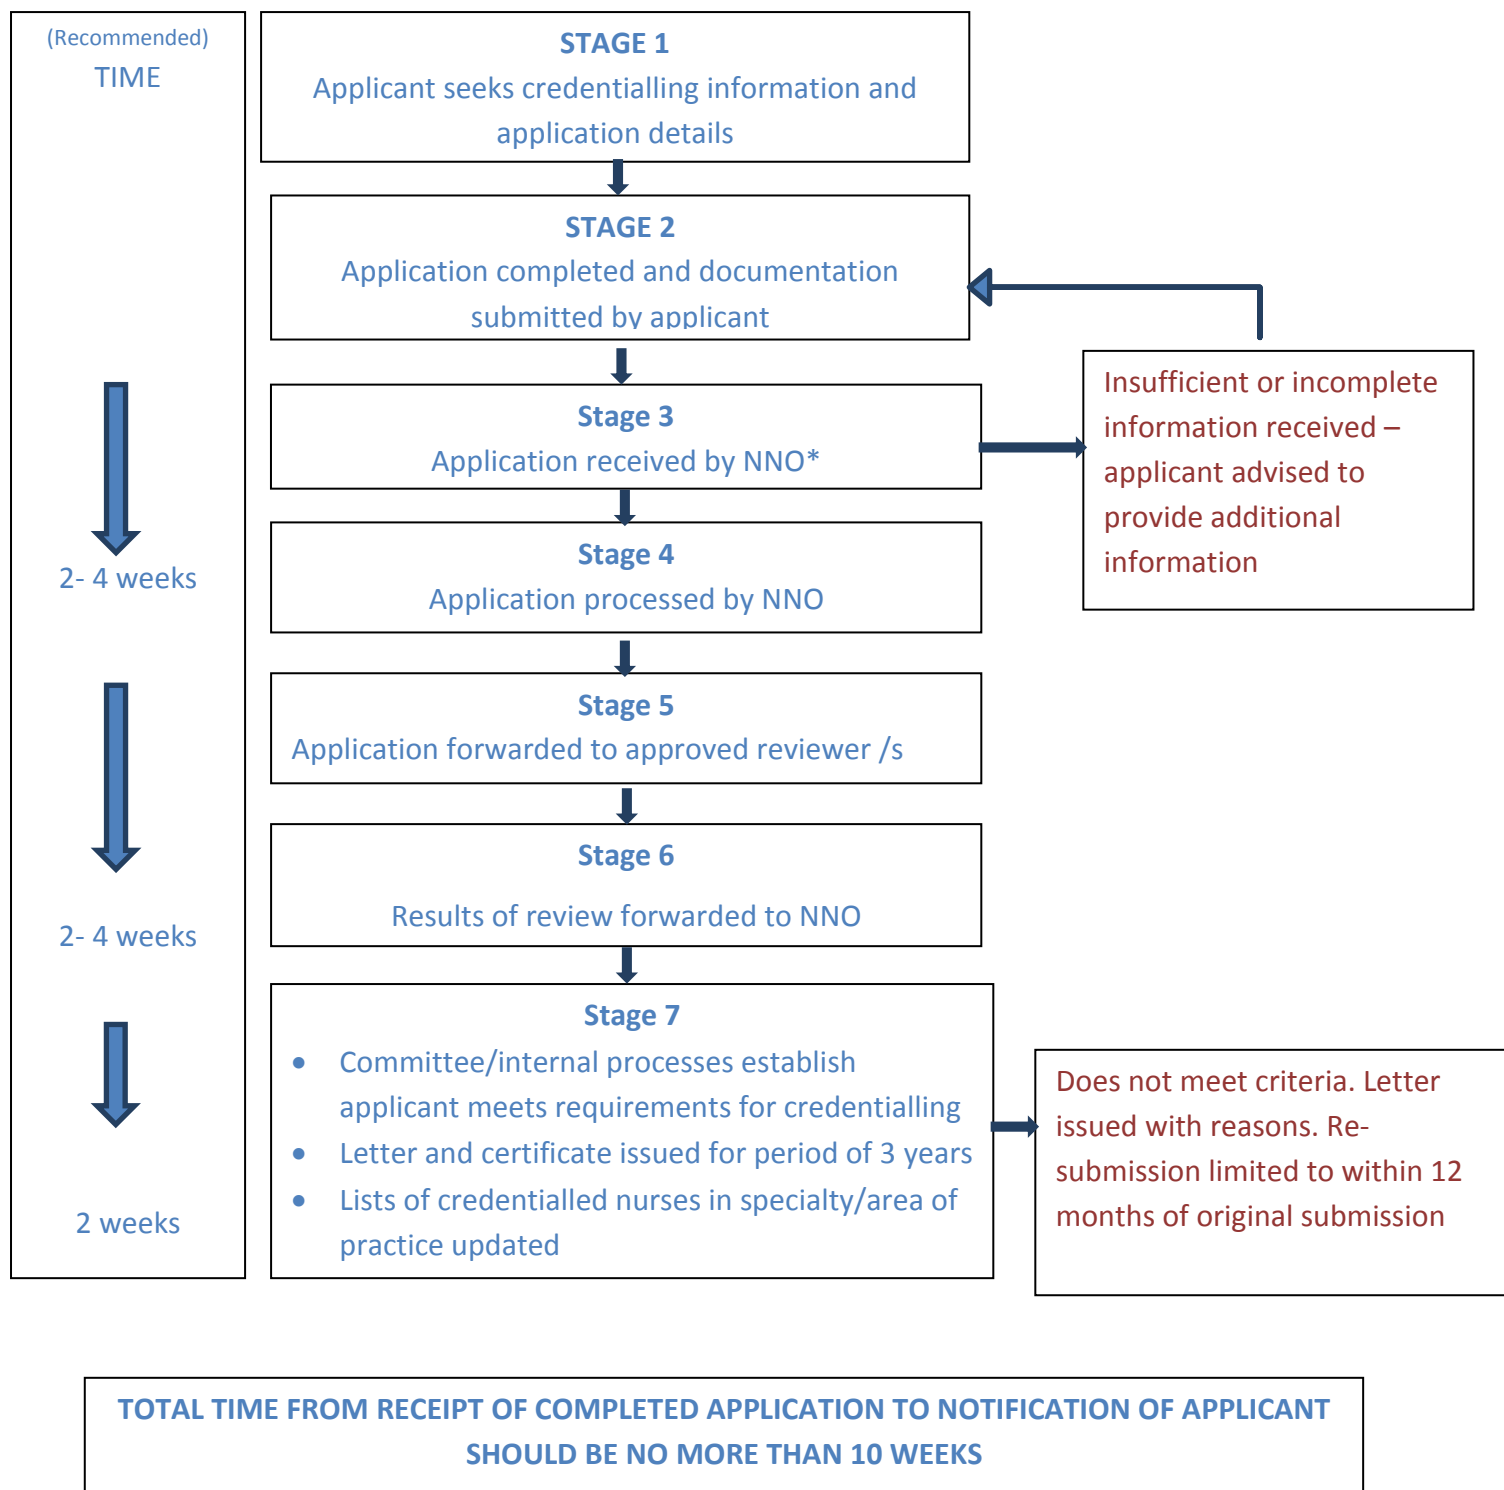 (Recommended)
TIME
2- 4 weeks
2- 4 weeks
2 weeks
STAGE 1
Applicant seeks credentialling information and
application details
STAGE 2
Application completed and documentation
submitted by applicant
Stage 3
Application received by NNO*
Insufficient or incomplete
information received –
applicant advised to
provide additional
information
Stage 4
Application processed by NNO
Stage 5
Application forwarded to approved reviewer /s
Stage 6
Results of review forwarded to NNO
Stage 7
• Committee/internal processes establish
applicant meets requirements for credentialling
• Letter and certificate issued for period of 3 years
• Lists of credentialled nurses in specialty/area of
practice updated
Does not meet criteria. Letter
issued with reasons. Re-
submission limited to within 12
months of original submission
TOTAL TIME FROM RECEIPT OF COMPLETED APPLICATION TO NOTIFICATION OF APPLICANT
SHOULD BE NO MORE THAN 10 WEEKS